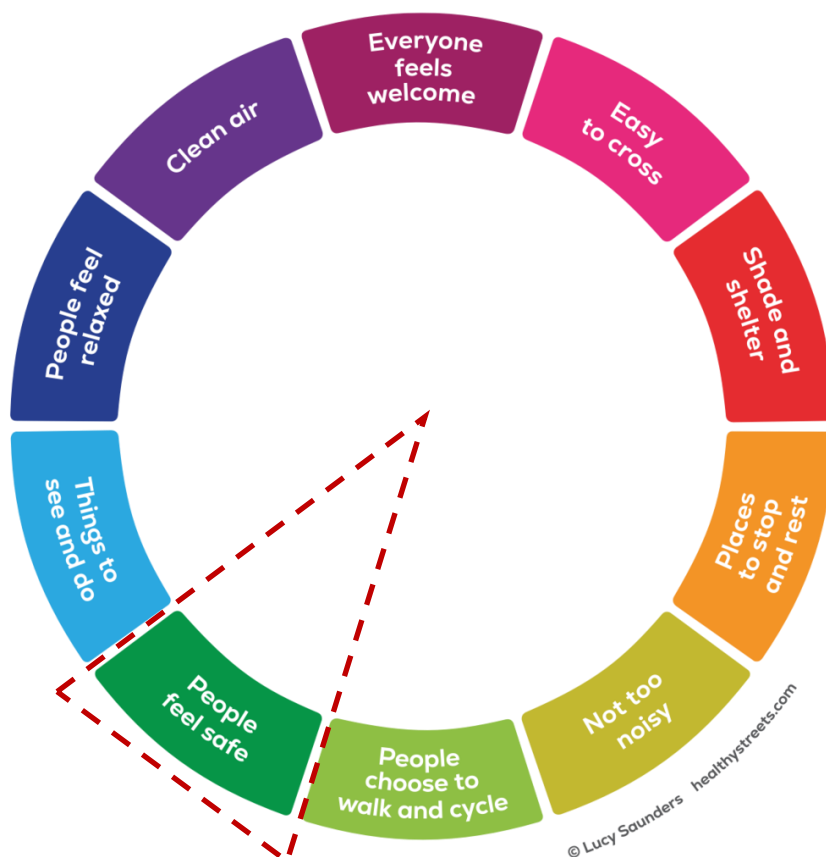 Everyone
feels
welcome
Easy
to cross
Shade and
shelter
Places
to stop
and rest
Not too
noisy
People
choose to
walk and cycle
People
feel safe
Things to
see and do
People feel
relaxed
Clean air
© Lucy Saunders healthystreets.com